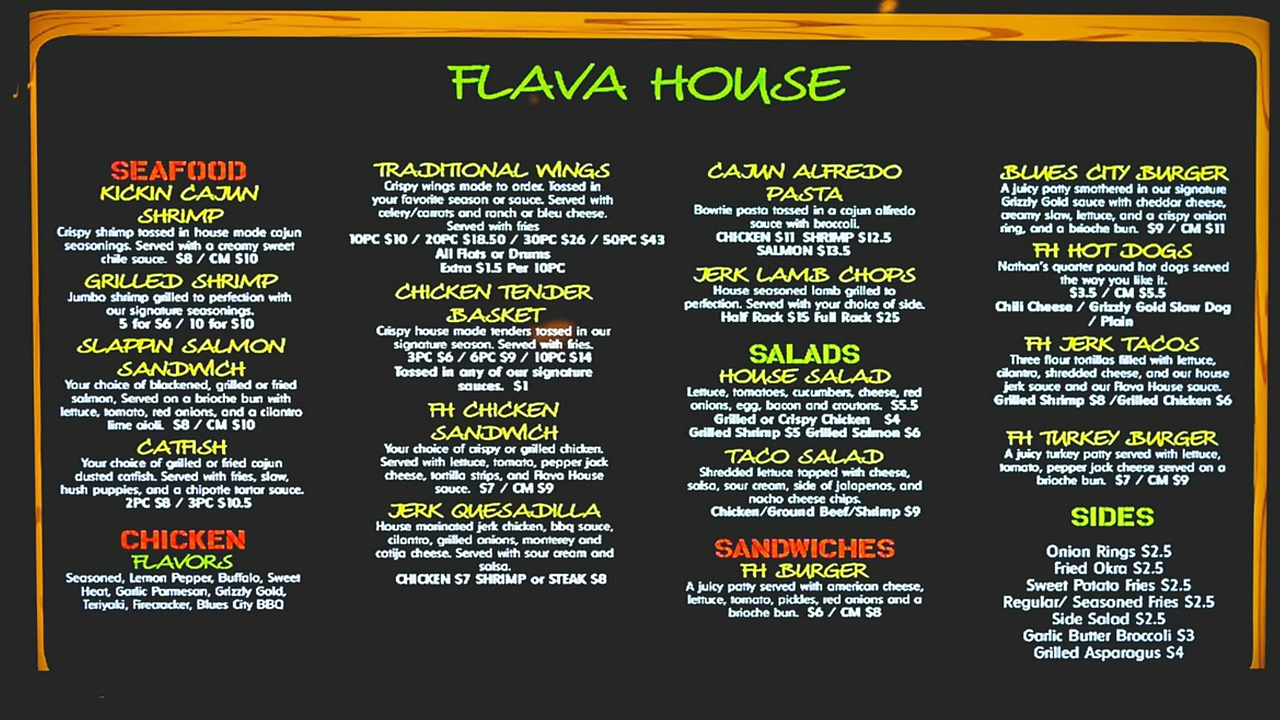 FLAVA HOUSE
SEAFOOD
KICKIN CAJUN
SHRIMP
Crispy shrimp tossed in house made cajun
seasonings. Served with a creamy sweet
chile sauce. $8 / CM $10
GRILLED SHRIMP
Jumbo shrimp grilled to perfection with
our signature seasonings.
5 for $6 / 10 for $10
SLAPPIN SALMON
SANDWICH
Your choice of blackened, grilled or fried
salmon, Served on a brioche bun with
lettuce, tomato, red onions, and a cilantro
lime aioli. $8 / CM $10
CATFISH
Your choice of grilled or fried cajun
dusted catfish. Served with fries, slaw,
hush puppies, and a chipotle tartar sauce.
2PC $8 / 3PC $10.5
CHICKEN
FLAVORS
Seasoned, Lemon Pepper, Buffalo, Sweet
Heat, Garlic Parmesan, Grizzly Gold,
Teriyaki, Firecracker, Blues City BBQ
TRADITIONAL WINGS
Crispy wings made to order. Tossed in
your favorite season or sauce. Served with
celery/carrots and ranch or bleu cheese.
Served with fries
10PC $10 / 20PC $18.50 / 30PC $26 / 50PC $43
All Flats or Drums
Extra $1.5 Per 10PC
CHICKEN TENDER
BASKET
Crispy house made tenders tossed in our
signature season. Served with fries.
3PC $6 / 6PC $9 / 10PC $14
Tossed in any of our signature
sauces. $1
FH CHICKEN
SANDWICH
Your choice of crispy or grilled chicken.
Served with lettuce, tomato, pepper jack
cheese, tortilla strips, and Flava House
sauce. $7 / CM $9
JERK QUESADILLA
House marinated jerk chicken, bbq sauce,
cilantro, grilled onions, monterey and
cotija cheese. Served with sour cream and
salsa.
CHICKEN $7 SHRIMP or STEAK $8
CAJUN ALFREDO
PASTA
Bowtie pasta tossed in a cajun alfredo
sauce with broccoli.
CHICKEN $11 SHRIMP $12.5
SALMON $13.5
JERK LAMB CHOPS
House seasoned lamb grilled to
perfection. Served with your choice of side.
Half Rack $15 Full Rack $25
SALADS
HOUSE SALAD
Lettuce, tomatoes, cucumbers, cheese, red
onions, egg, bacon and croutons. $5.5
Grilled or Crispy Chicken $4
Grilled Shrimp $5 Grilled Salmon $6
TACO SALAD
Shredded lettuce topped with cheese,
salsa, sour cream, side of jalapenos, and
nacho cheese chips.
Chicken/Ground Beef/Shrimp $9
SANDWICHES
FH BURGER
A juicy patty served with american cheese,
lettuce, tomato, pickles, red onions and a
brioche bun. $6 / CM $8
BLUES CITY BURGER
A juicy patty smothered in our signature
Grizzly Gold sauce with cheddar cheese,
creamy slaw, lettuce, and a crispy onion
ring, and a brioche bun. $9 / CM $11
FH HOT DOGS
Nathan's quarter pound hot dogs served
the way you like it.
$3.5 / CM $5.5
Chili Cheese / Grizzly Gold Slaw Dog
/ Plain
FH JERK TACOS
Three flour tortillas filled with lettuce,
cilantro, shredded cheese, and our house
jerk sauce and our Flava House sauce.
Grilled Shrimp $8 /Grilled Chicken $6
FH TURKEY BURGER
A juicy turkey patty served with lettuce,
tomato, pepper jack cheese served on a
brioche bun. $7 / CM $9
SIDES
Onion Rings $2.5
Fried Okra $2.5
Sweet Potato Fries $2.5
Regular/ Seasoned Fries $2.5
Side Salad $2.5
Garlic Butter Broccoli $3
Grilled Asparagus $4